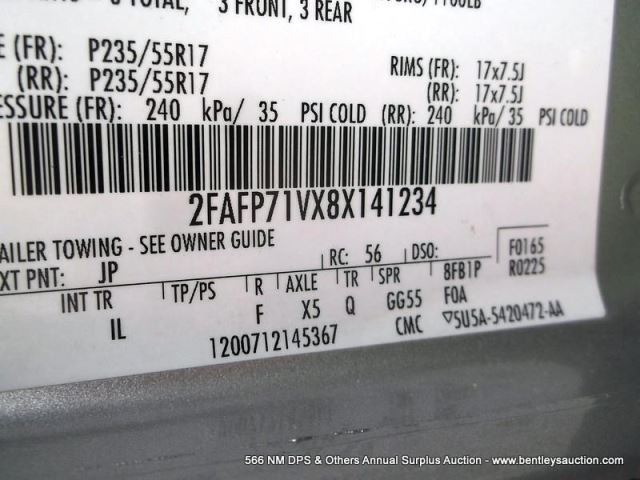 3 FRONT, 3 REAR
(FR): P235/55R17 RIMS (FR): 17x7.5J
(RR): P235/55R17 (RR): 17x7.5J
(FR): 240 kPa/ 35 PSI COLD (RR): 240 kPa/ 35 PSI COLD
2FAFP71VX8X141234
AILER TOWING - SEE OWNER GUIDE
XT PNT: JP RC: 56 DSO: F0165
R0225
INT TR TP/PS R AXLE TR SPR 8FB1P
IL F X5 Q GG55 F0A
1200712145367 CMC ▽5U5A-5420472-AA
566 NM DPS & Others Annual Surplus Auction - www.bentleysauction.com